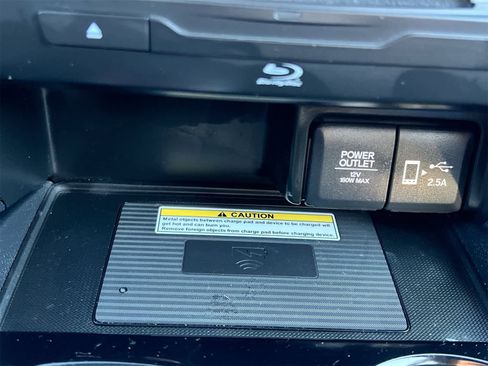 POWER
OUTLET
12V
180W MAX
2.5A
CAUTION
Metal objects between charge pad and device to be charged will
get hot and can burn you.
Remove foreign objects from charge pad before charging device.